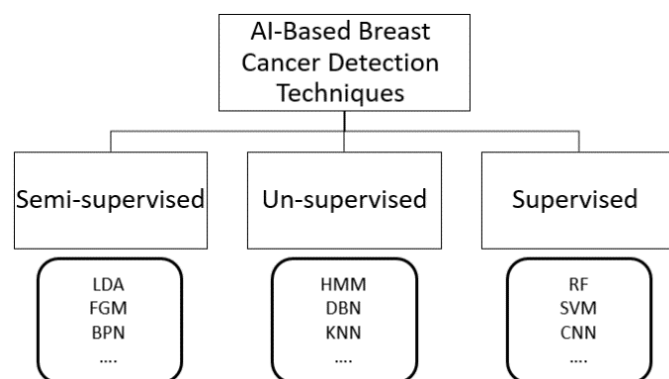 AI-Based Breast
Cancer Detection
Techniques
Semi-supervised
Un-supervised
Supervised
LDA
FGM
BPN
....
HMM
DBN
KNN
....
RF
SVM
CNN
....